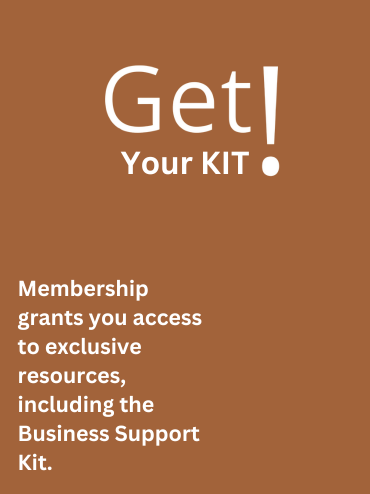 Get!
Your KIT
Membership
grants you access
to exclusive
resources,
including the
Business Support
Kit.